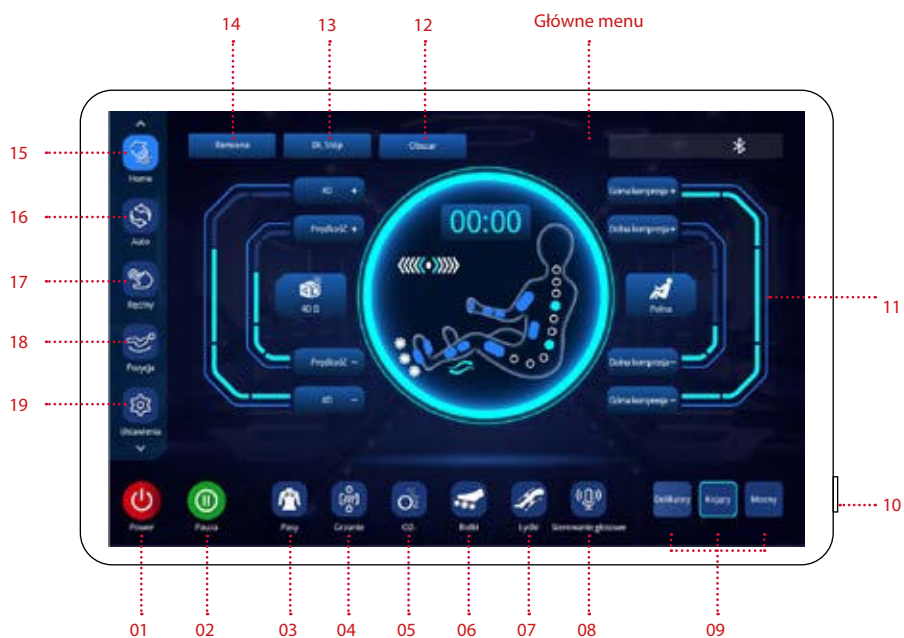 14
13
12
Główne menu
Ramiona
Ok. Stóp
Obszar
15
Home
4D +
00:00
Górna kompresja +
16
Auto
Prędkość +
Dolna kompresja +
17
Ręczny
4D
Pełna
11
18
Pozycja
Prędkość -
Dolna kompresja -
19
Ustawienia
4D -
Górna kompresja -
Power
Pauza
Pasy
Grzanie
O2-
Rolki
Łydki
Sterowanie głosowe
Delikatny
Kojący
Mocny
10
01
02
03
04
05
06
07
08
09